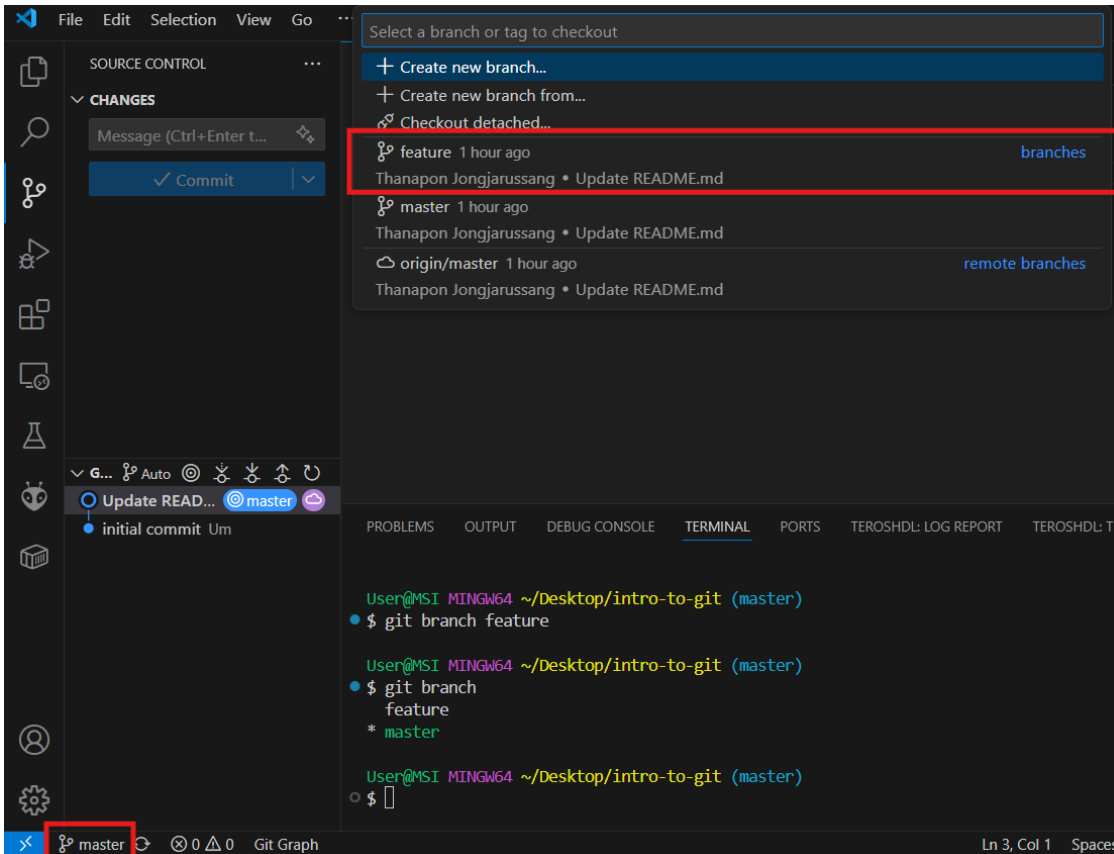 File Edit Selection View Go ...
Select a branch or tag to checkout
SOURCE CONTROL ...
CHANGES
Message (Ctrl+Enter t...
Commit
+ Create new branch...
+ Create new branch from...
Checkout detached...
feature 1 hour ago branches
Thanapon Jongjarussang • Update README.md
master 1 hour ago
Thanapon Jongjarussang • Update README.md
origin/master 1 hour ago remote branches
Thanapon Jongjarussang • Update README.md
G... Auto
Update READ... master
initial commit Um
PROBLEMS OUTPUT DEBUG CONSOLE TERMINAL PORTS TEROSHDL: LOG REPORT TEROSHDL: T
User@MSI MINGW64 ~/Desktop/intro-to-git (master)
$ git branch feature
User@MSI MINGW64 ~/Desktop/intro-to-git (master)
$ git branch
feature
* master
User@MSI MINGW64 ~/Desktop/intro-to-git (master)
$
master 0 0 Git Graph Ln 3, Col 1 Spaces